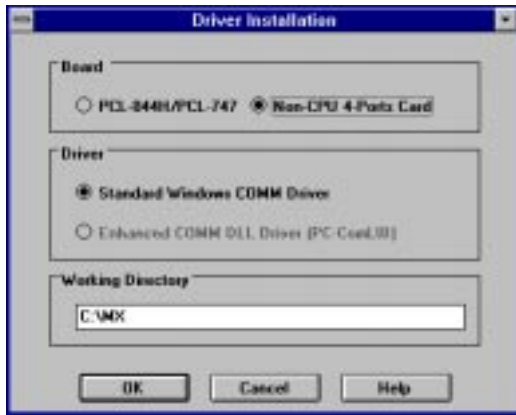 Driver Installation
Board
PCL-844H/PCL-747 Non-CPU 4-Ports Card
Driver
Standard Windows COMM Driver
Enhanced COMM DLL Driver (PC-ComLIB)
Working Directory
C:\MX
OK Cancel Help